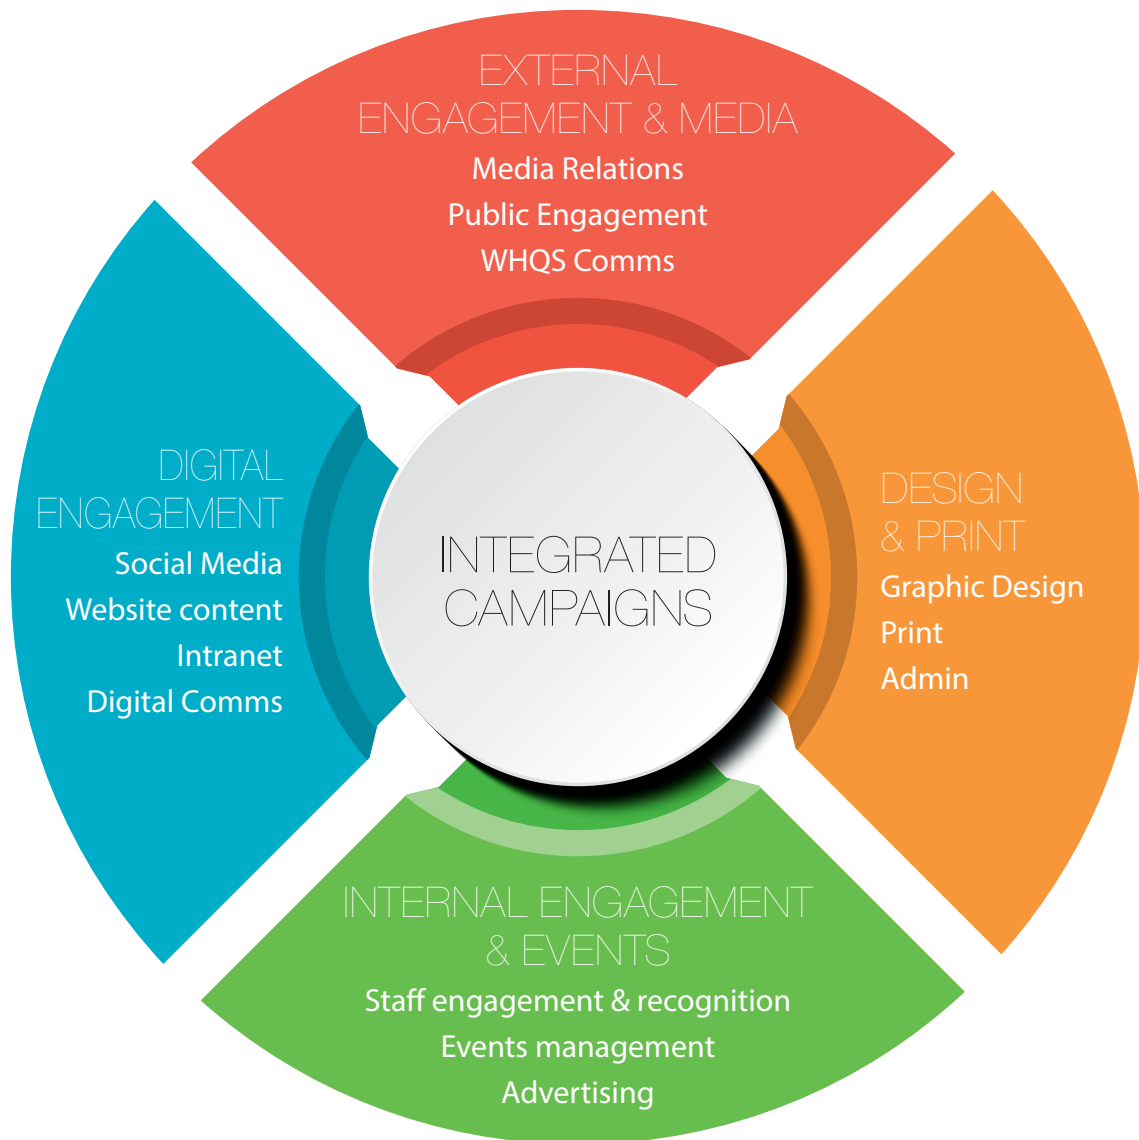 EXTERNAL
ENGAGEMENT & MEDIA
Media Relations
Public Engagement
WHQS Comms
DIGITAL
ENGAGEMENT
Social Media
Website content
Intranet
Digital Comms
INTEGRATED
CAMPAIGNS
DESIGN
& PRINT
Graphic Design
Print
Admin
INTERNAL ENGAGEMENT
& EVENTS
Staff engagement & recognition
Events management
Advertising